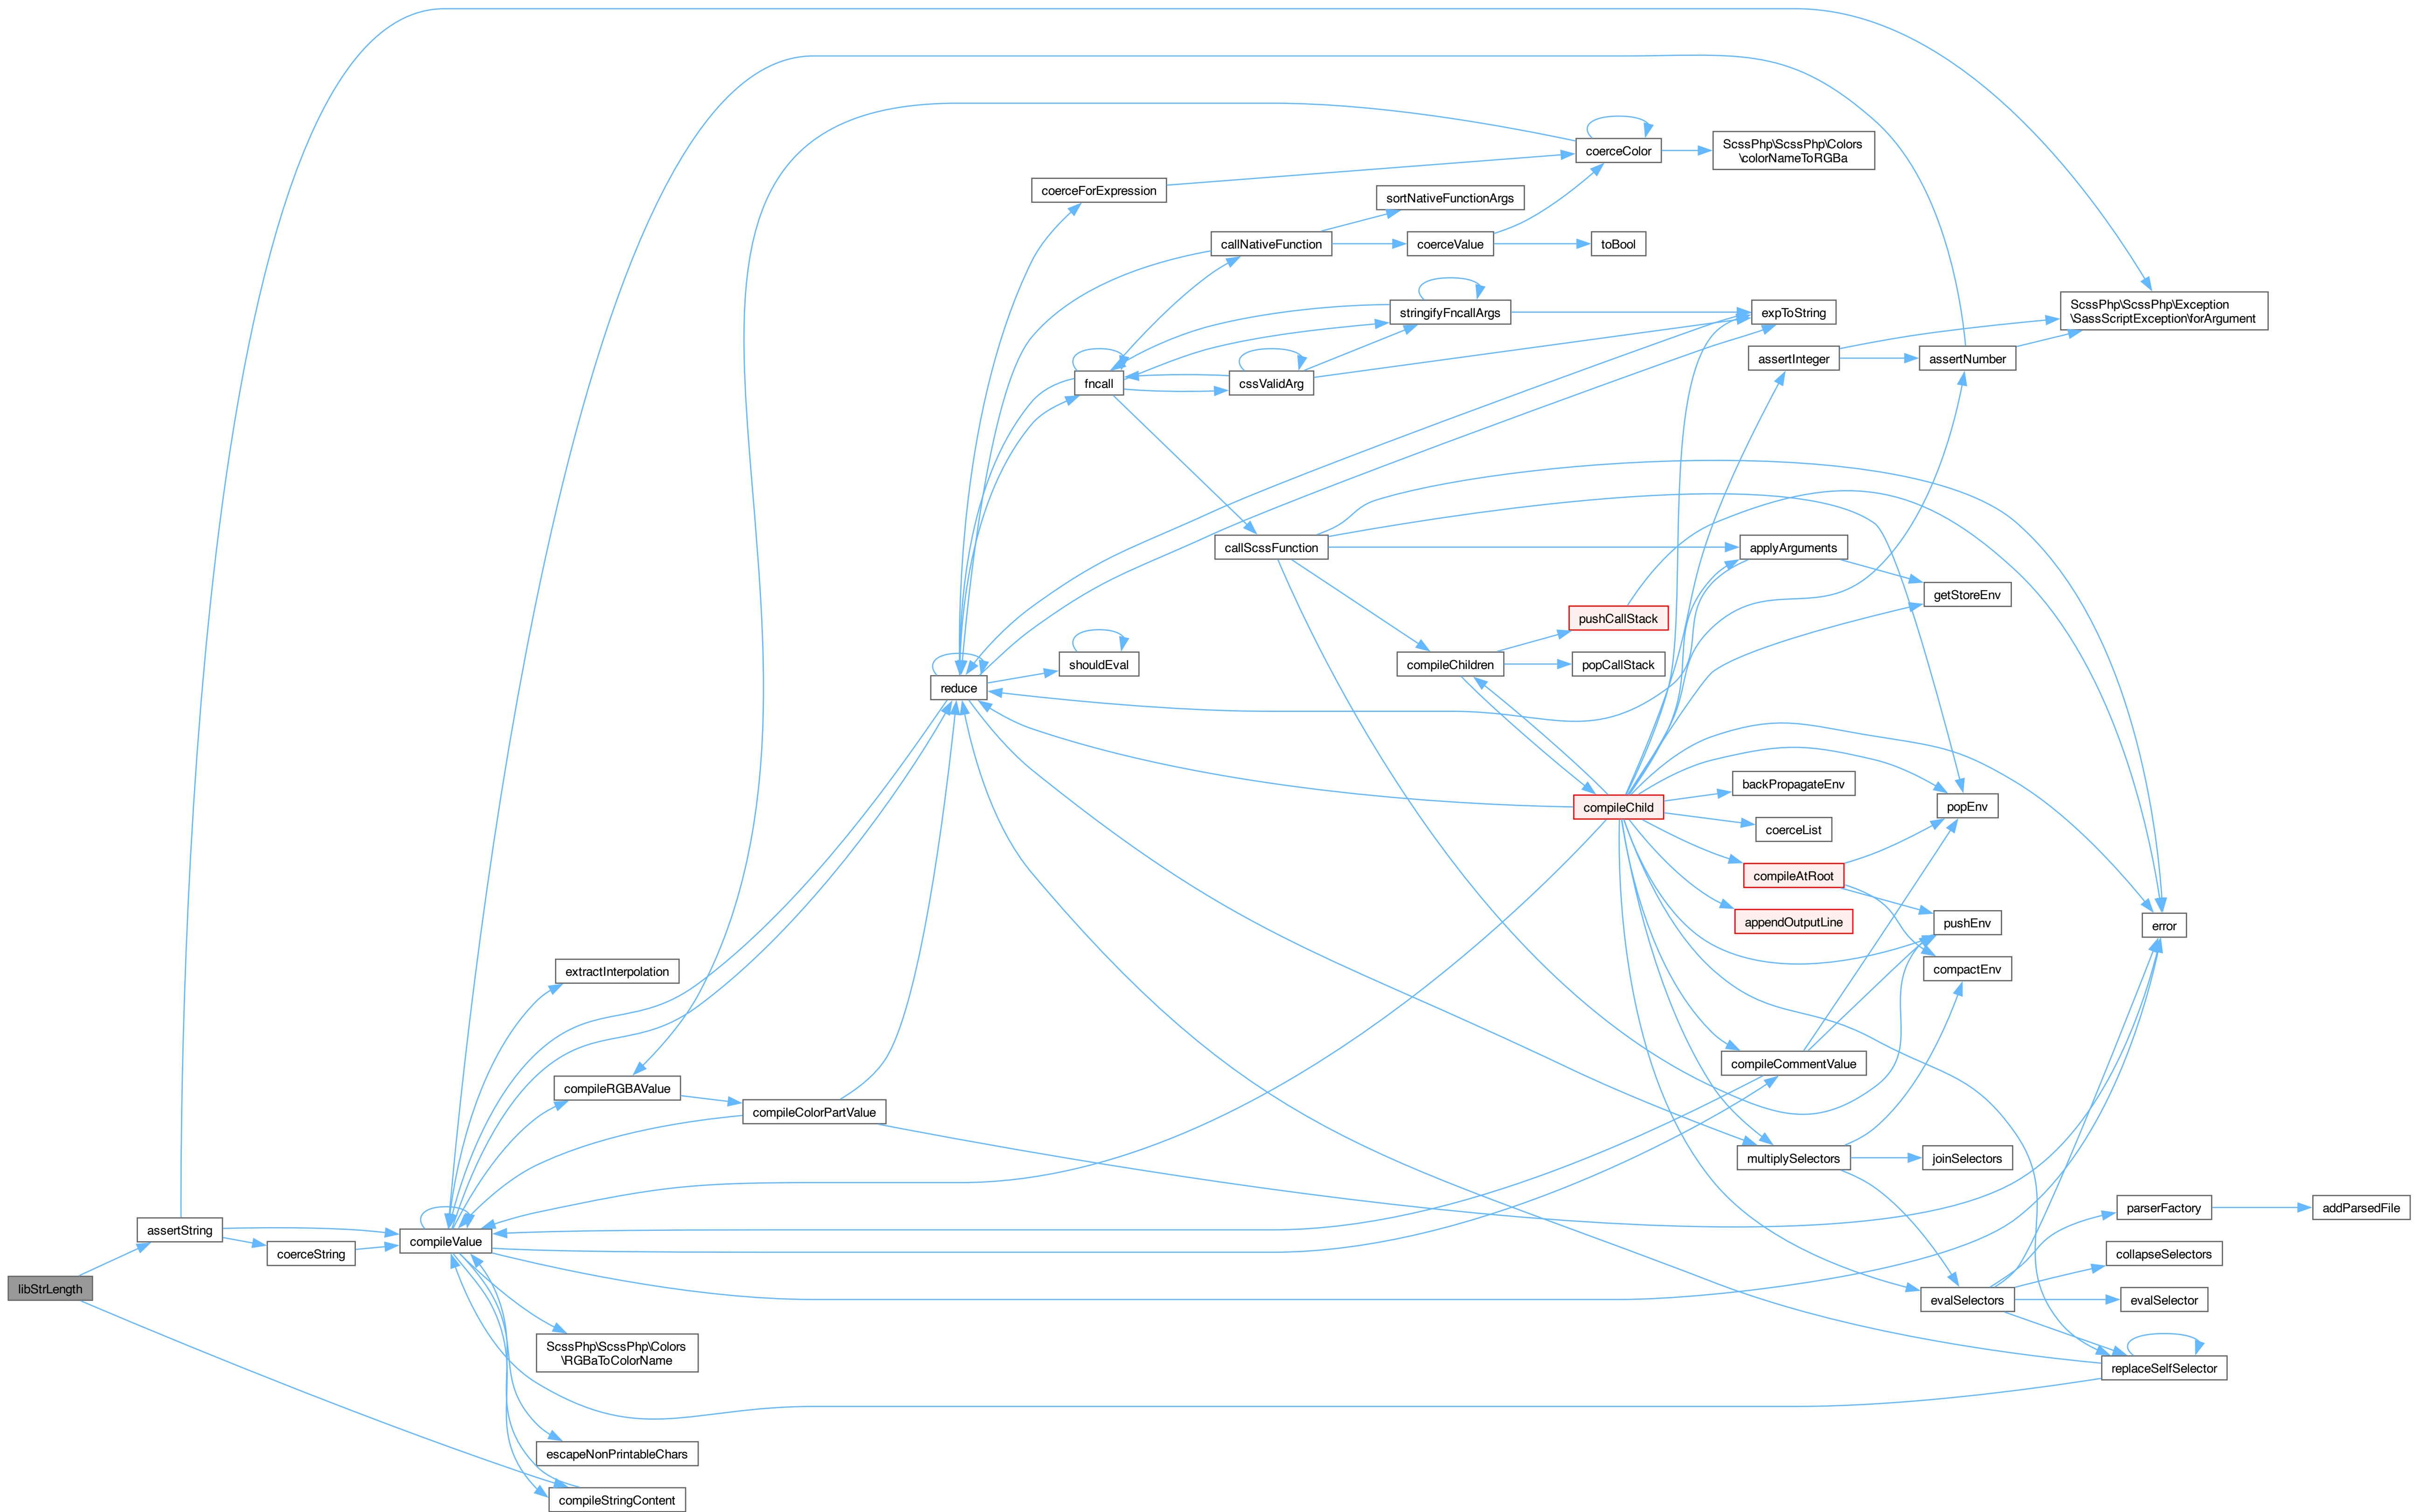 coerceColor
ScssPhp\ScssPhp\Colors
\colorNameToRGBa
coerceForExpression
sortNativeFunctionArgs
callNativeFunction
coerceValue
toBool
stringifyFncallArgs
expToString
ScssPhp\ScssPhp\Exception
\SassScriptException\forArgument
assertInteger
assertNumber
fncall
cssValidArg
callScssFunction
applyArguments
getStoreEnv
pushCallStack
shouldEval
compileChildren
popCallStack
reduce
backPropagateEnv
compileChild
popEnv
coerceList
compileAtRoot
appendOutputLine
pushEnv
error
extractInterpolation
compactEnv
compileCommentValue
compileRGBAValue
compileColorPartValue
multiplySelectors
joinSelectors
parserFactory
addParsedFile
assertString
compileValue
coerceString
collapseSelectors
libStrLength
evalSelectors
evalSelector
ScssPhp\ScssPhp\Colors
\RGBaToColorName
replaceSelfSelector
escapeNonPrintableChars
compileStringContent